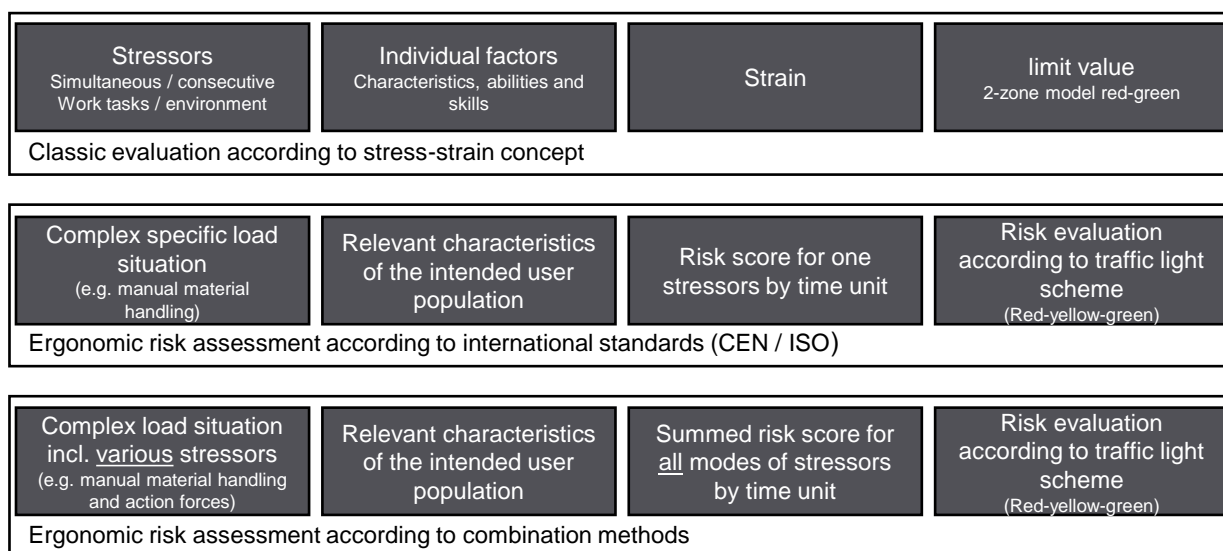 Stressors
Simultaneous / consecutive
Work tasks / environment
Individual factors
Characteristics, abilities and
skills
Strain
limit value
2-zone model red-green
Classic evaluation according to stress-strain concept
Complex specific load
situation
(e.g. manual material
handling)
Relevant characteristics
of the intended user
population
Risk score for one
stressors by time unit
Risk evaluation
according to traffic light
scheme
(Red-yellow-green)
Ergonomic risk assessment according to international standards (CEN / ISO)
Complex load situation
incl. various stressors
(e.g. manual material handling
and action forces)
Relevant characteristics
of the intended user
population
Summed risk score for
all modes of stressors
by time unit
Risk evaluation
according to traffic light
scheme
(Red-yellow-green)
Ergonomic risk assessment according to combination methods